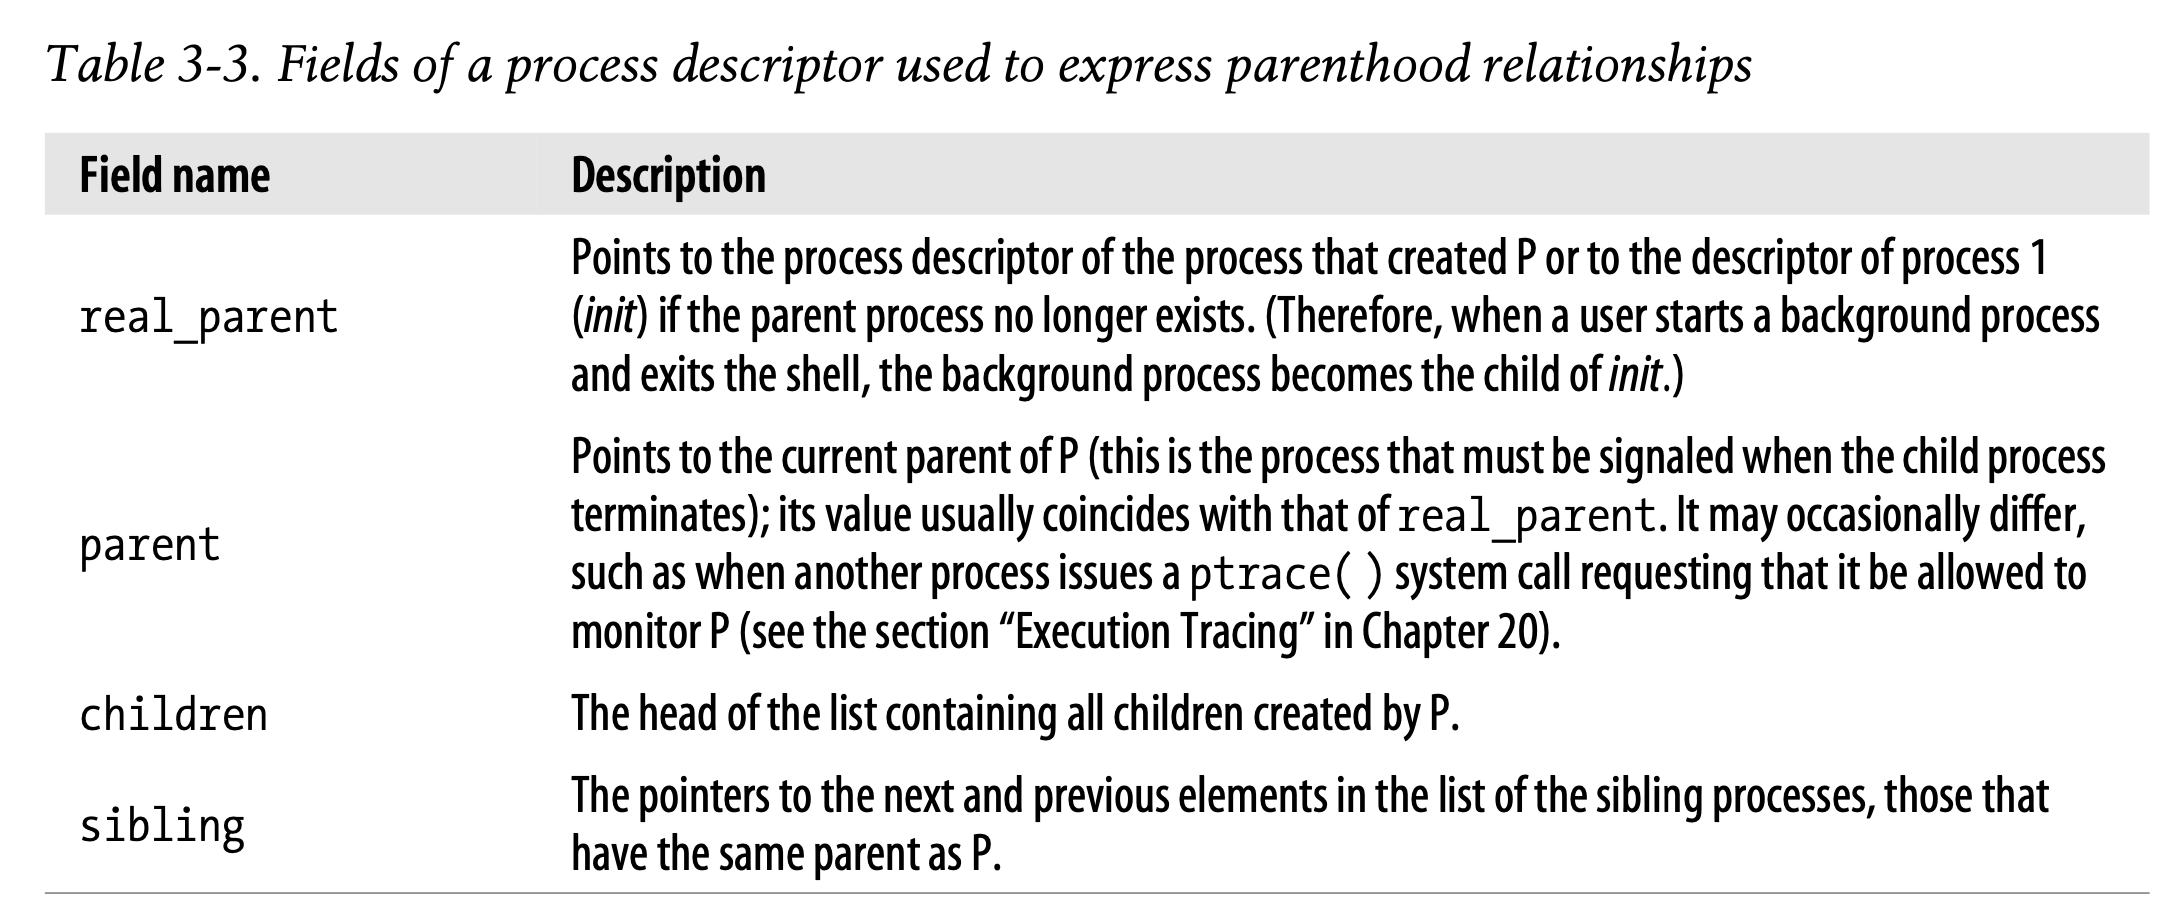 Table 3-3. Fields of a process descriptor used to express parenthood relationships
Field name Description
real_parent
Points to the process descriptor of the process that created P or to the descriptor of process 1
(init) if the parent process no longer exists. (Therefore, when a user starts a background process
and exits the shell, the background process becomes the child of init.)
parent
Points to the current parent of P (this is the process that must be signaled when the child process
terminates); its value usually coincides with that of real_parent. It may occasionally differ,
such as when another process issues a ptrace( ) system call requesting that it be allowed to
monitor P (see the section “Execution Tracing” in Chapter 20).
children The head of the list containing all children created by P.
sibling
The pointers to the next and previous elements in the list of the sibling processes, those that
have the same parent as P.